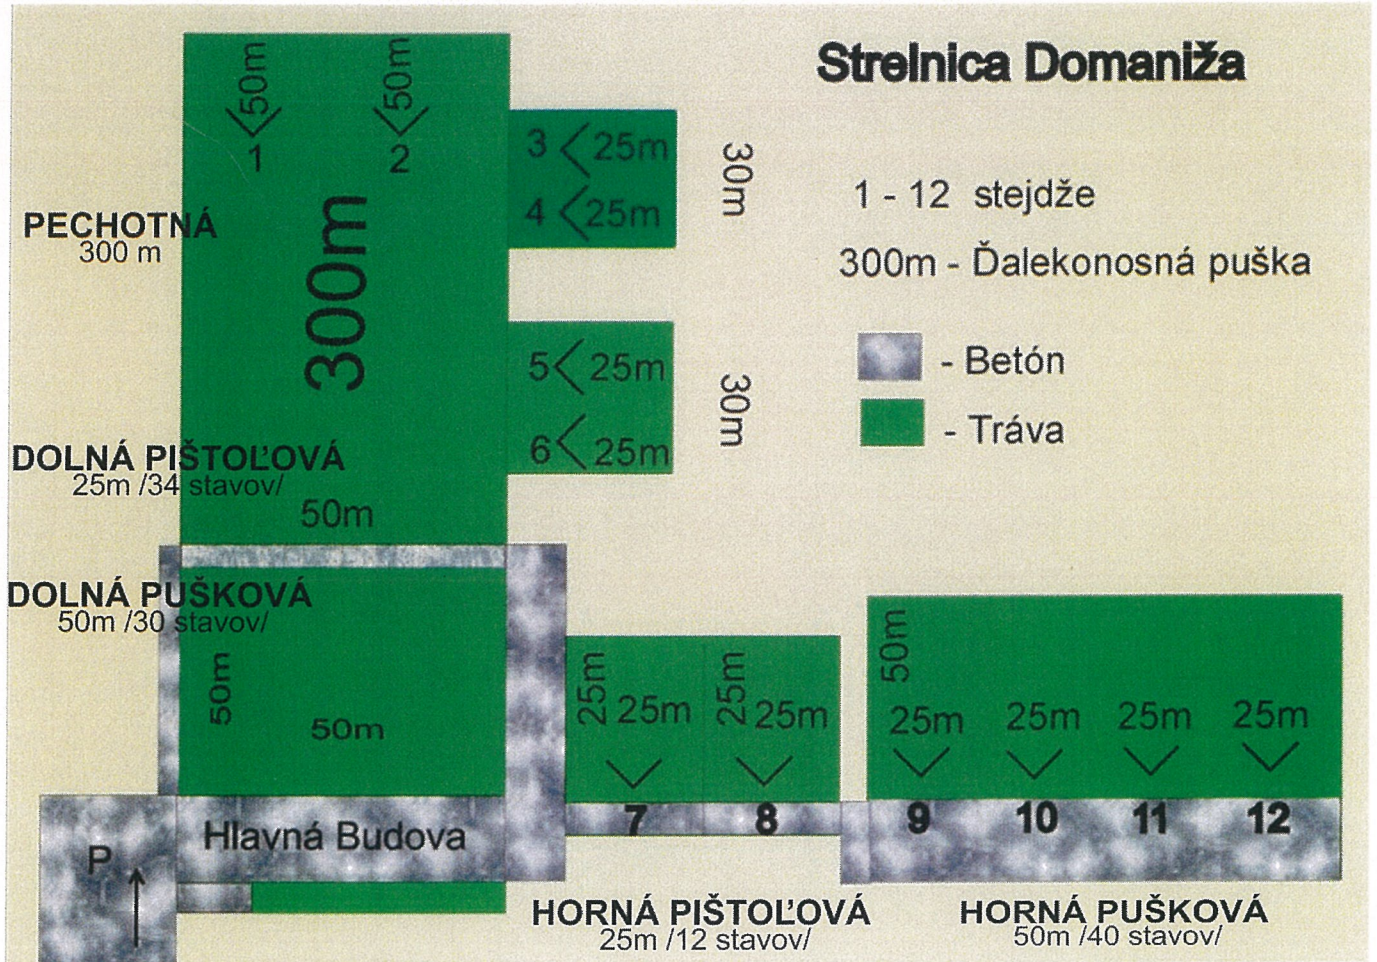 Strelnica Domaniža
1 - 12 stejdže
300m - Ďalekonosná puška
- Betón
- Tráva
50m
50m
1
2
300m
3 25m
4 25m
30m
5 25m
6 25m
30m
PECHOTNÁ
300 m
DOLNÁ PIŠTOĽOVÁ
25m /34 stavov/
50m
DOLNÁ PUŠKOVÁ
50m /30 stavov/
50m
50m
25m
25m
25m
25m
50m
25m
25m
25m
25m
7
8
9
10
11
12
Hlavná Budova
P
HORNÁ PIŠTOĽOVÁ
25m /12 stavov/
HORNÁ PUŠKOVÁ
50m /40 stavov/